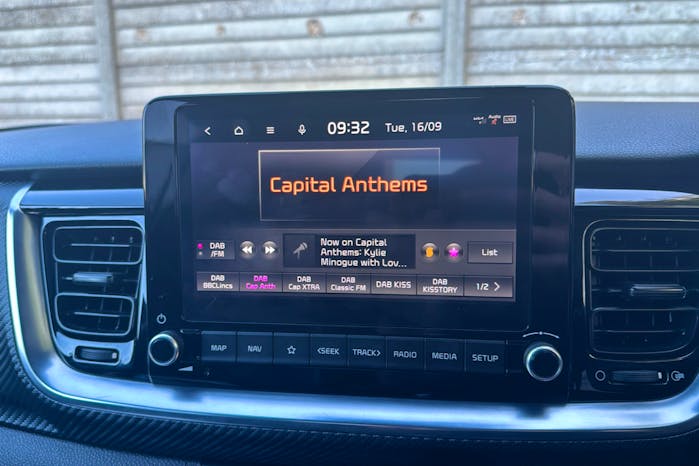 09:32 Tue, 16/09
LIVE
Capital Anthems
DAB
/FM
Now on Capital
Anthems: Kylie
Minogue with Lov...
List
DAB
BBCLincs
DAB
Cap Anth
DAB
Cap XTRA
DAB
Classic FM
DAB KISS
DAB
KISSTORY
1/2 >
MAP
NAV
<SEEK
TRACK>
RADIO
MEDIA
SETUP